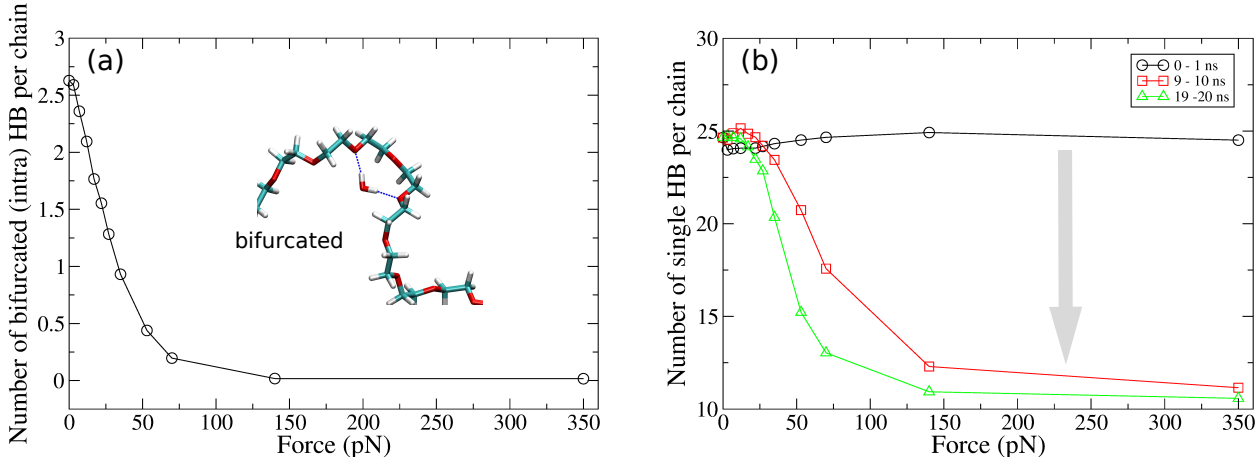 (a)
Number of bifurcated (intra) HB per chain
3
2.5
2
1.5
1
0.5
0
bifurcated
0 50 100 150 200 250 300 350
Force (pN)
(b)
Number of single HB per chain
30
25
20
15
10
0 - 1 ns
9 - 10 ns
19 -20 ns
0 50 100 150 200 250 300 350
Force (pN)